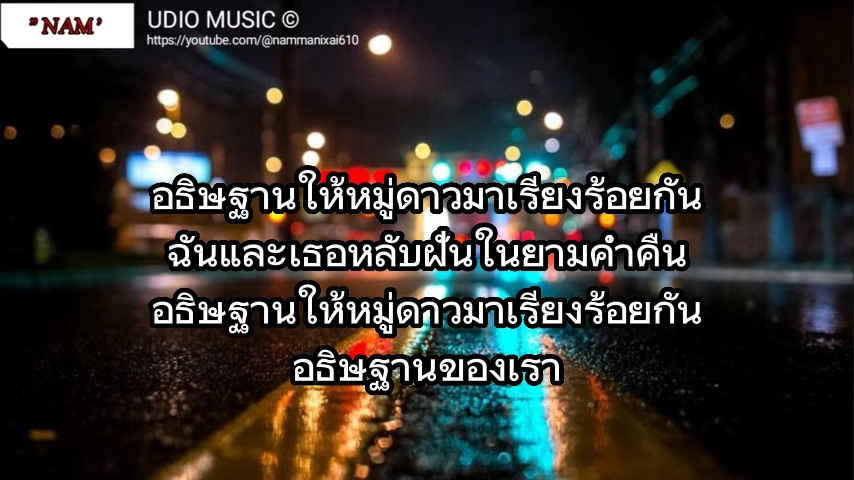 "NAM'
UDIO MUSIC ©
https://youtube.com/@nammanixai610
อธิษฐานให้หมู่ดาวมาเรียงร้อยกัน
ฉันและเธอหลับฝันในยามค่ำคืน
อธิษฐานให้หมู่ดาวมาเรียงร้อยกัน
อธิษฐานของเรา